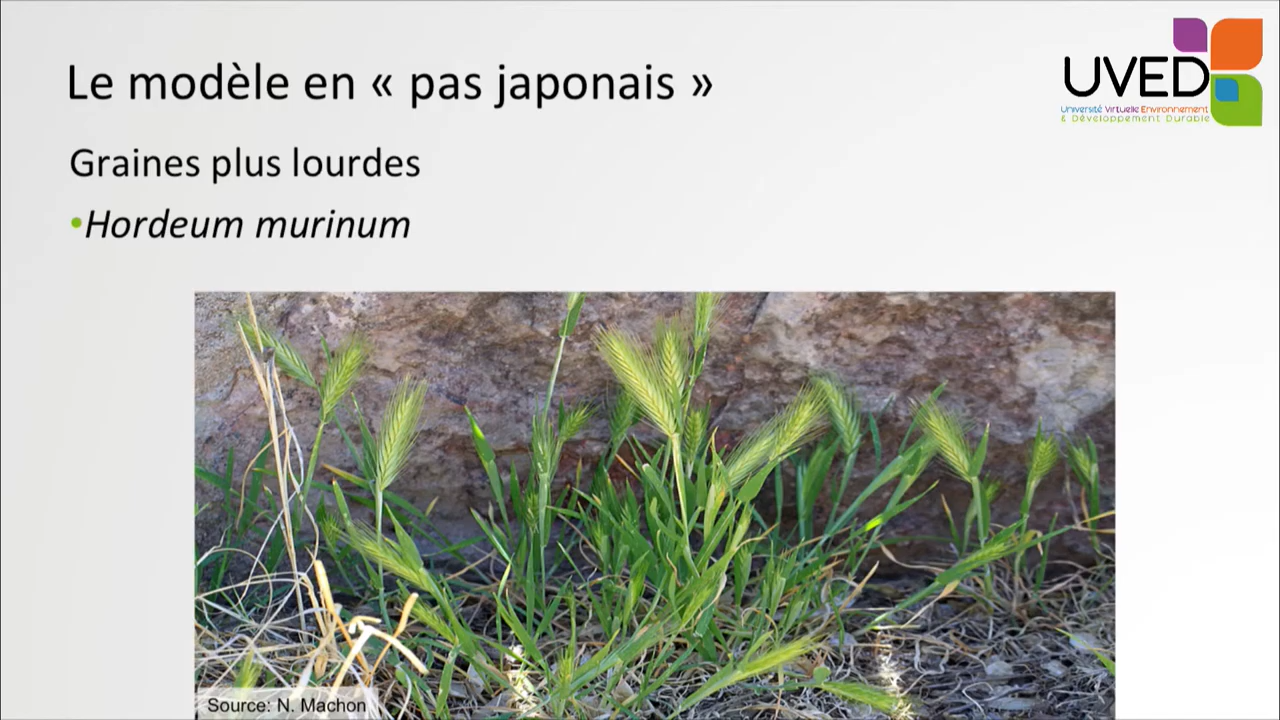 Le modèle en « pas japonais »
UVED
Université Virtuelle Environnement
& Développement Durable
Graines plus lourdes
•Hordeum murinum
Source: N. Machon